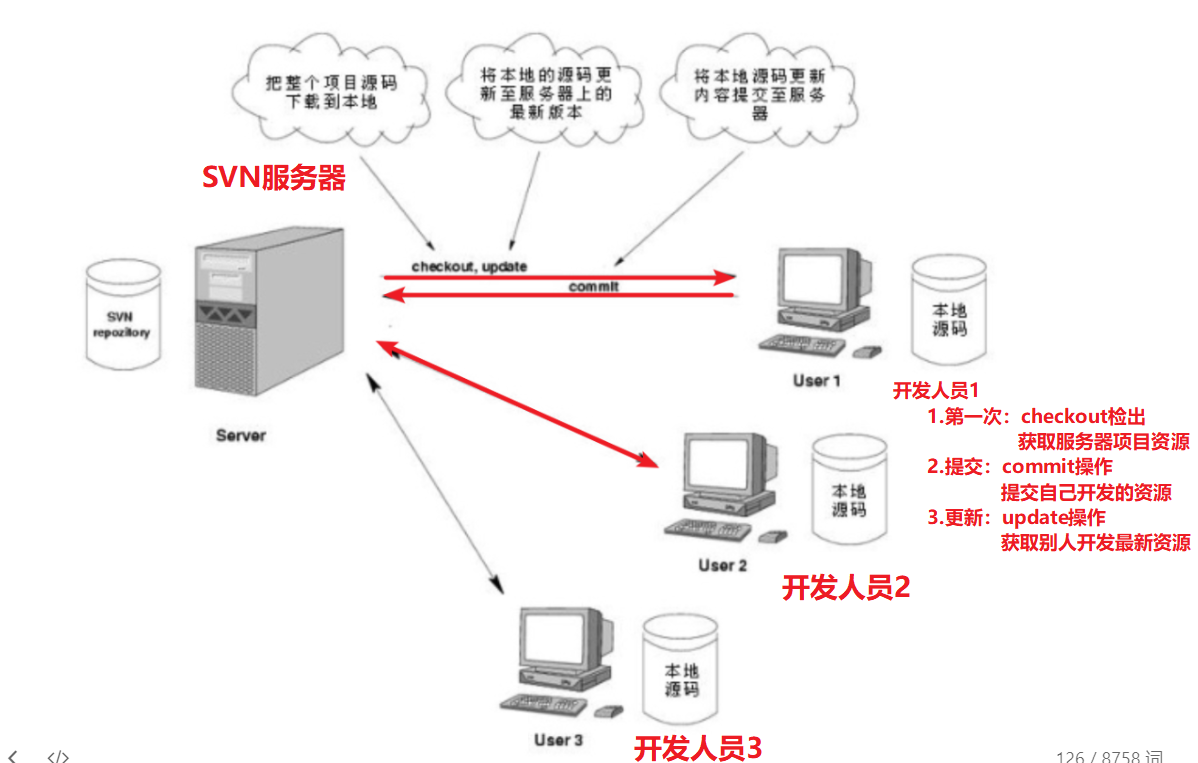 把整个项目源码
下载到本地
将本地的源码更
新至服务器上的
最新版本
将本地源码更新
内容提交至服务
器
SVN服务器
checkout, update
commit
SVN
repozitory
Server
本地
源码
User 1
开发人员1
1.第一次：checkout检出
获取服务器项目资源
2.提交：commit操作
提交自己开发的资源
3.更新：update操作
获取别人开发最新资源
本地
源码
User 2
开发人员2
本地
源码
User 3
开发人员3
126 / 8758 词